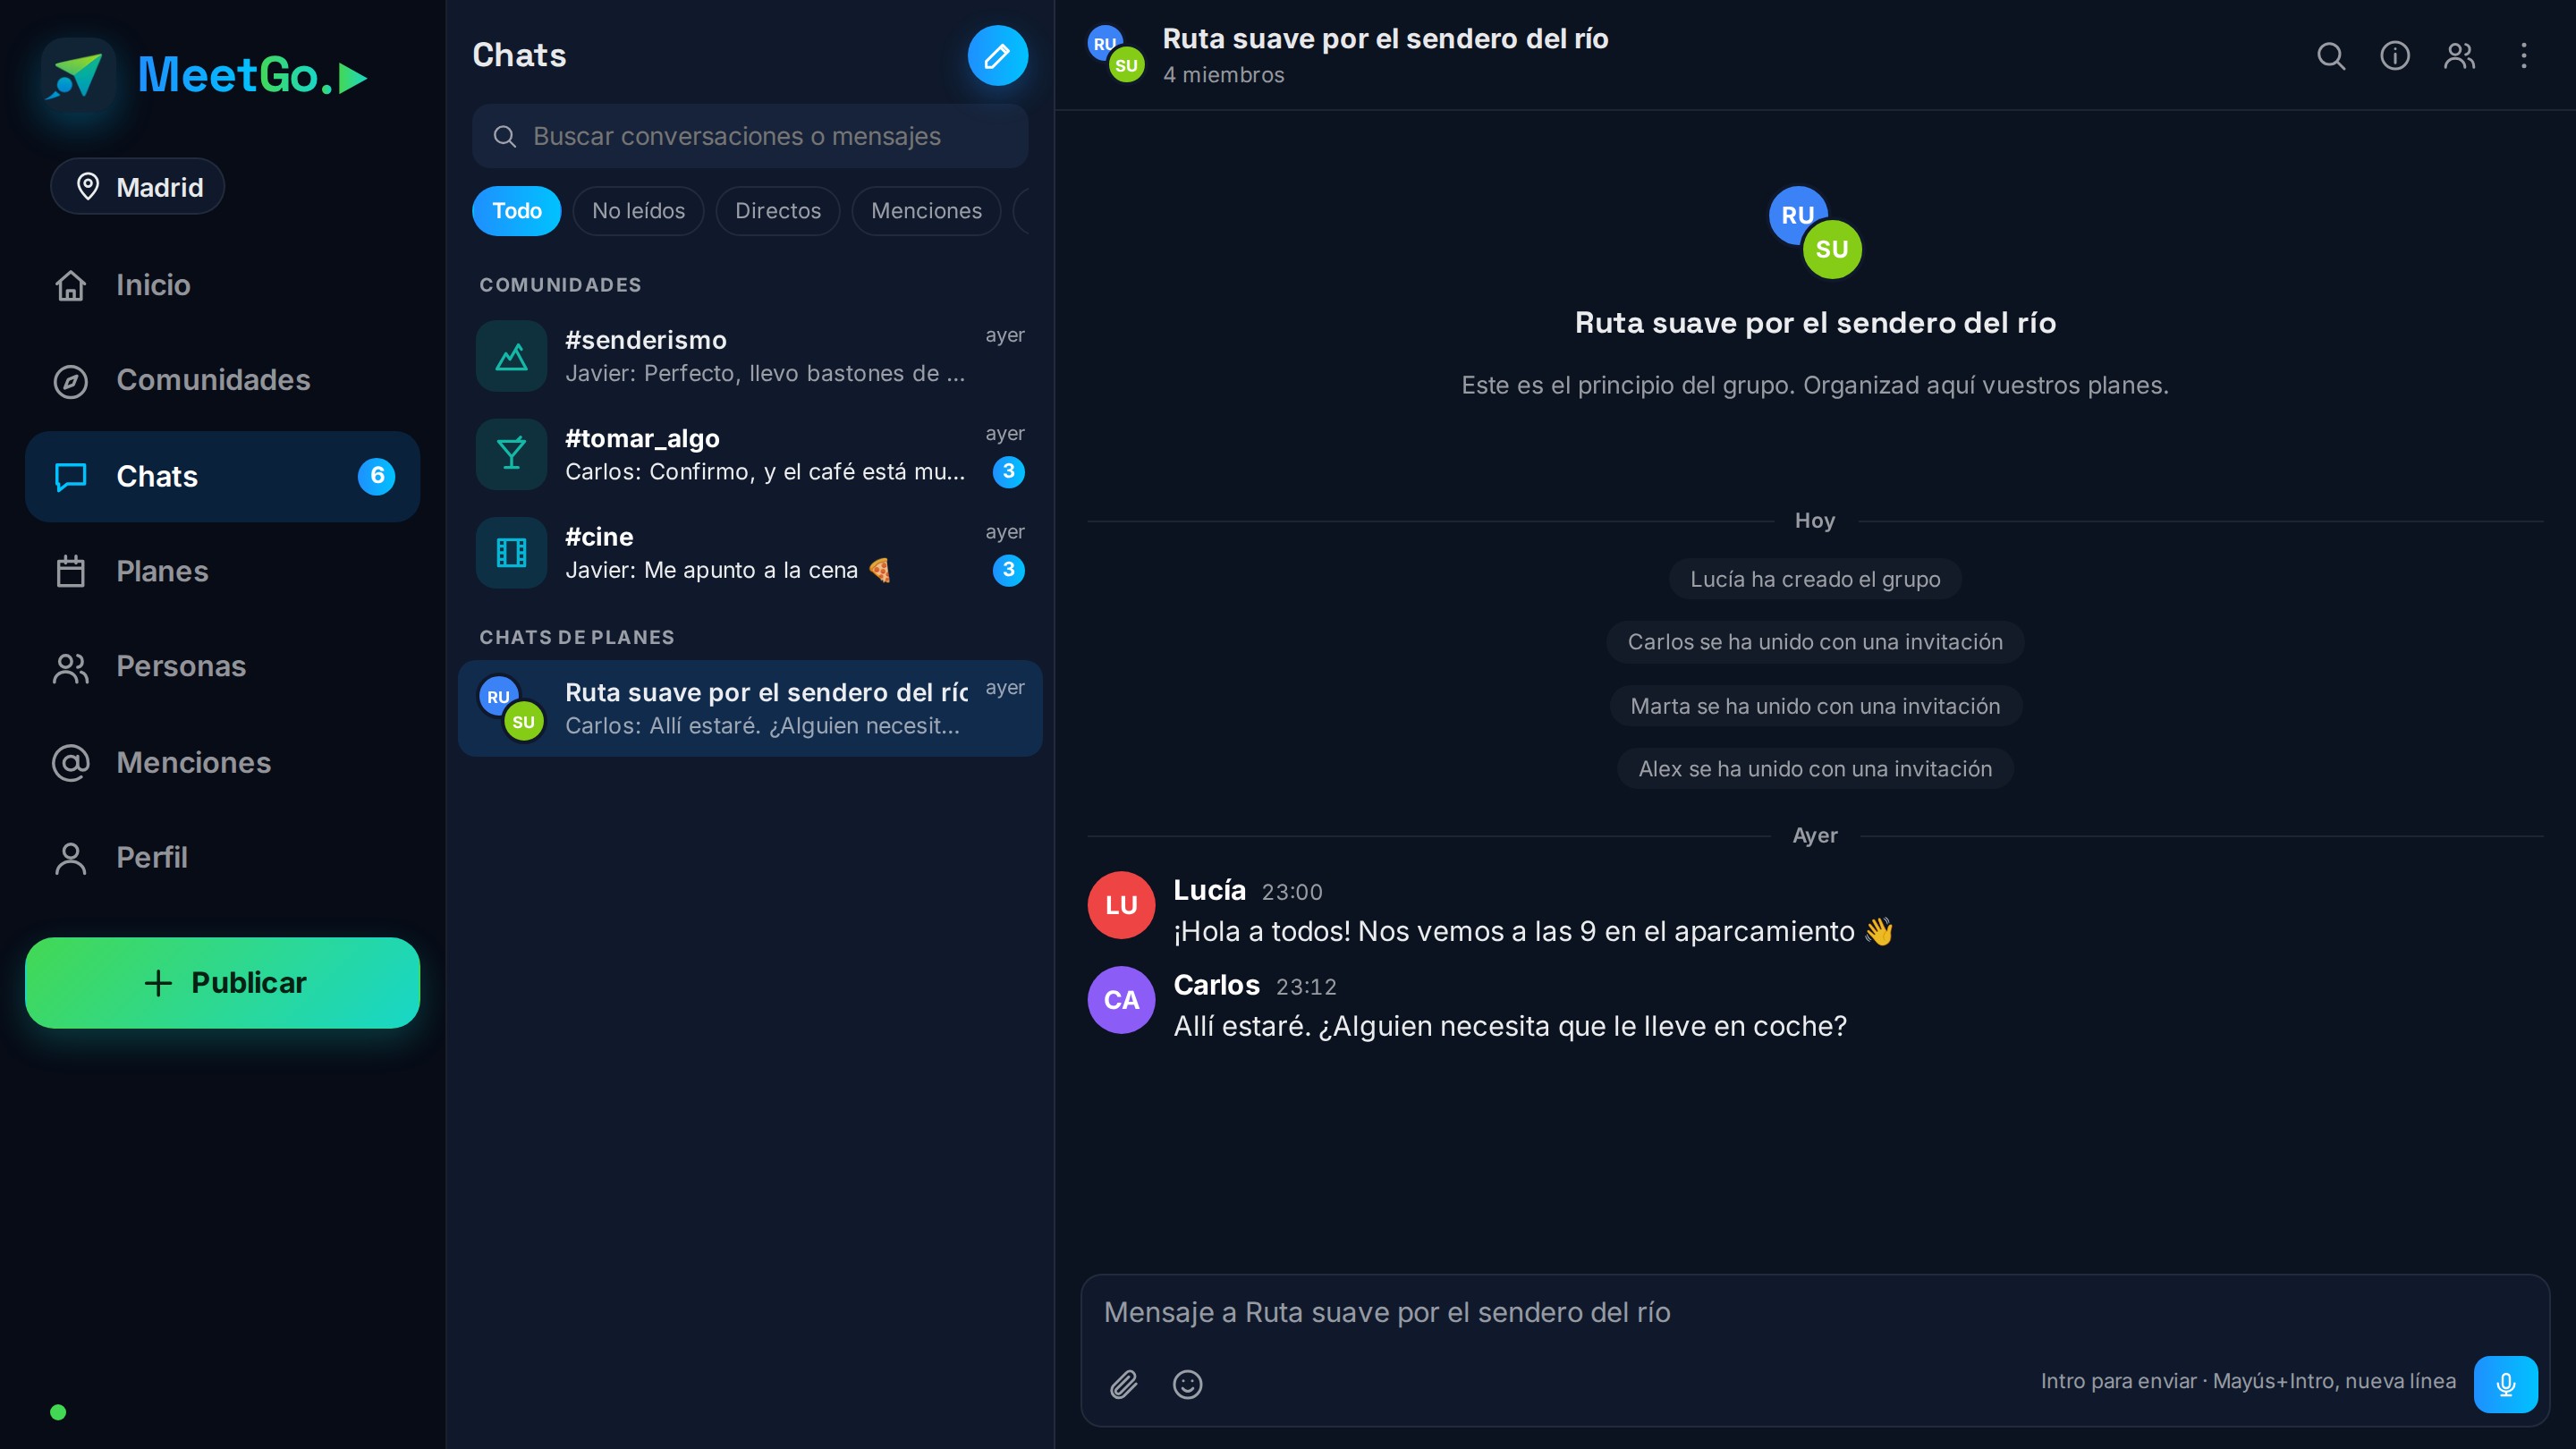 MeetGo.
Madrid
Inicio
Comunidades
Chats
6
Planes
Personas
Menciones
Perfil
Publicar
Chats
Buscar conversaciones o mensajes
Todo
No leídos
Directos
Menciones
COMUNIDADES
#senderismo
ayer
Javier: Perfecto, llevo bastones de ...
#tomar_algo
ayer
Carlos: Confirmo, y el café está mu...
3
#cine
ayer
Javier: Me apunto a la cena 🍕
3
CHATS DE PLANES
RU
SU
Ruta suave por el sendero del río
ayer
Carlos: Allí estaré. ¿Alguien necesit...
RU
SU
Ruta suave por el sendero del río
4 miembros
RU
SU
Ruta suave por el sendero del río
Este es el principio del grupo. Organizad aquí vuestros planes.
Hoy
Lucía ha creado el grupo
Carlos se ha unido con una invitación
Marta se ha unido con una invitación
Alex se ha unido con una invitación
Ayer
LU
Lucía 23:00
¡Hola a todos! Nos vemos a las 9 en el aparcamiento 👋
CA
Carlos 23:12
Allí estaré. ¿Alguien necesita que le lleve en coche?
Mensaje a Ruta suave por el sendero del río
Intro para enviar · Mayús+Intro, nueva línea